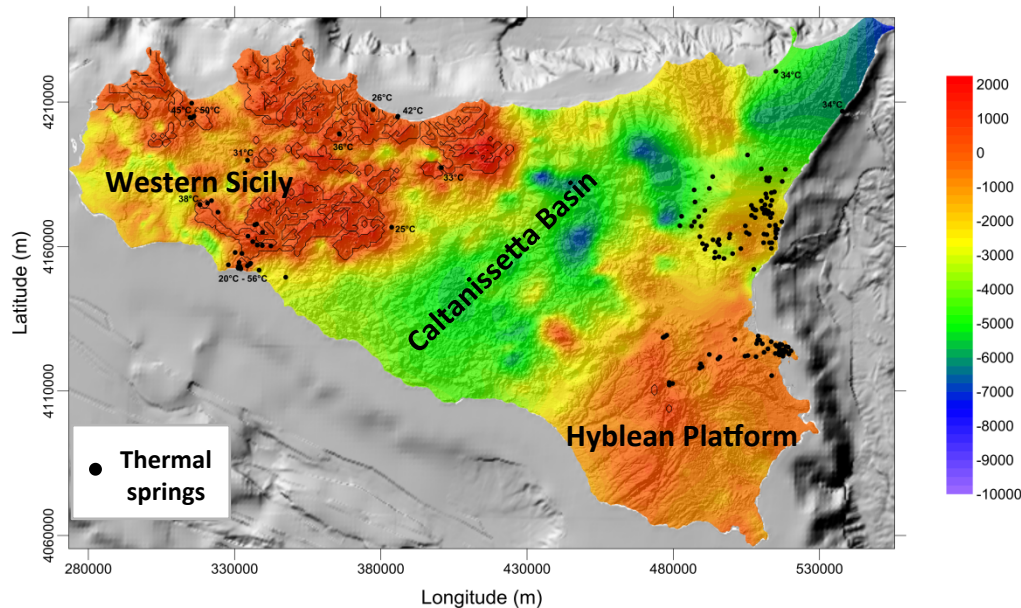 34°C
26°C
42°C
45°C - 50°C
34°C
36°C
31°C
33°C
Western Sicily
38°C
25°C
20°C - 56°C
Caltanissetta Basin
Hyblean Platform
Thermal
springs
Latitude (m)
4210000
4160000
4110000
4060000
280000
330000
380000
430000
480000
530000
Longitude (m)
2000
1000
0
-1000
-2000
-3000
-4000
-5000
-6000
-7000
-8000
-9000
-10000